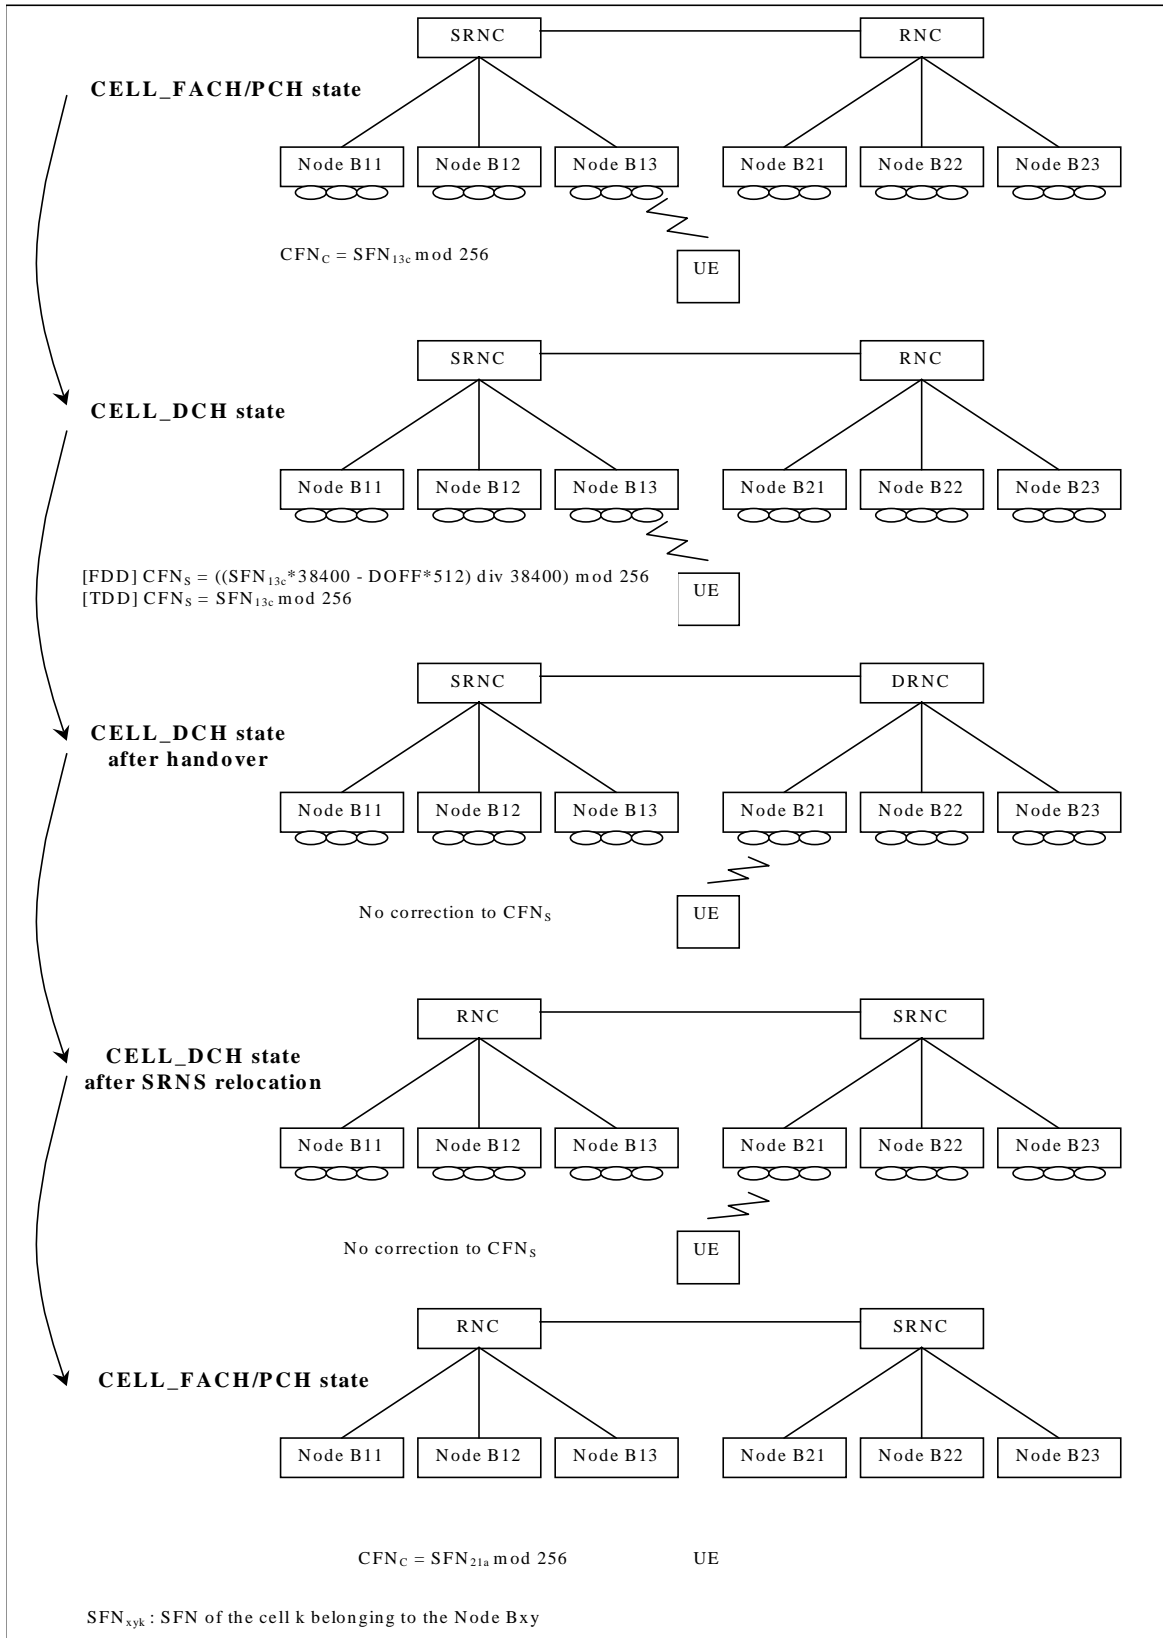 SRNC RNC
CELL_FACH/PCH state
Node B11 Node B12 Node B13 Node B21 Node B22 Node B23
CFN_C = SFN_13c mod 256
UE
SRNC RNC
CELL_DCH state
Node B11 Node B12 Node B13 Node B21 Node B22 Node B23
[FDD] CFN_S = ((SFN_13c*38400 - DOFF*512) div 38400) mod 256
[TDD] CFN_S = SFN_13c mod 256
UE
SRNC DRNC
CELL_DCH state
after handover
Node B11 Node B12 Node B13 Node B21 Node B22 Node B23
No correction to CFN_S
UE
RNC SRNC
CELL_DCH state
after SRNS relocation
Node B11 Node B12 Node B13 Node B21 Node B22 Node B23
No correction to CFN_S
UE
RNC SRNC
CELL_FACH/PCH state
Node B11 Node B12 Node B13 Node B21 Node B22 Node B23
CFN_C = SFN_21a mod 256
UE
SFN_xyk : SFN of the cell k belonging to the Node Bxy